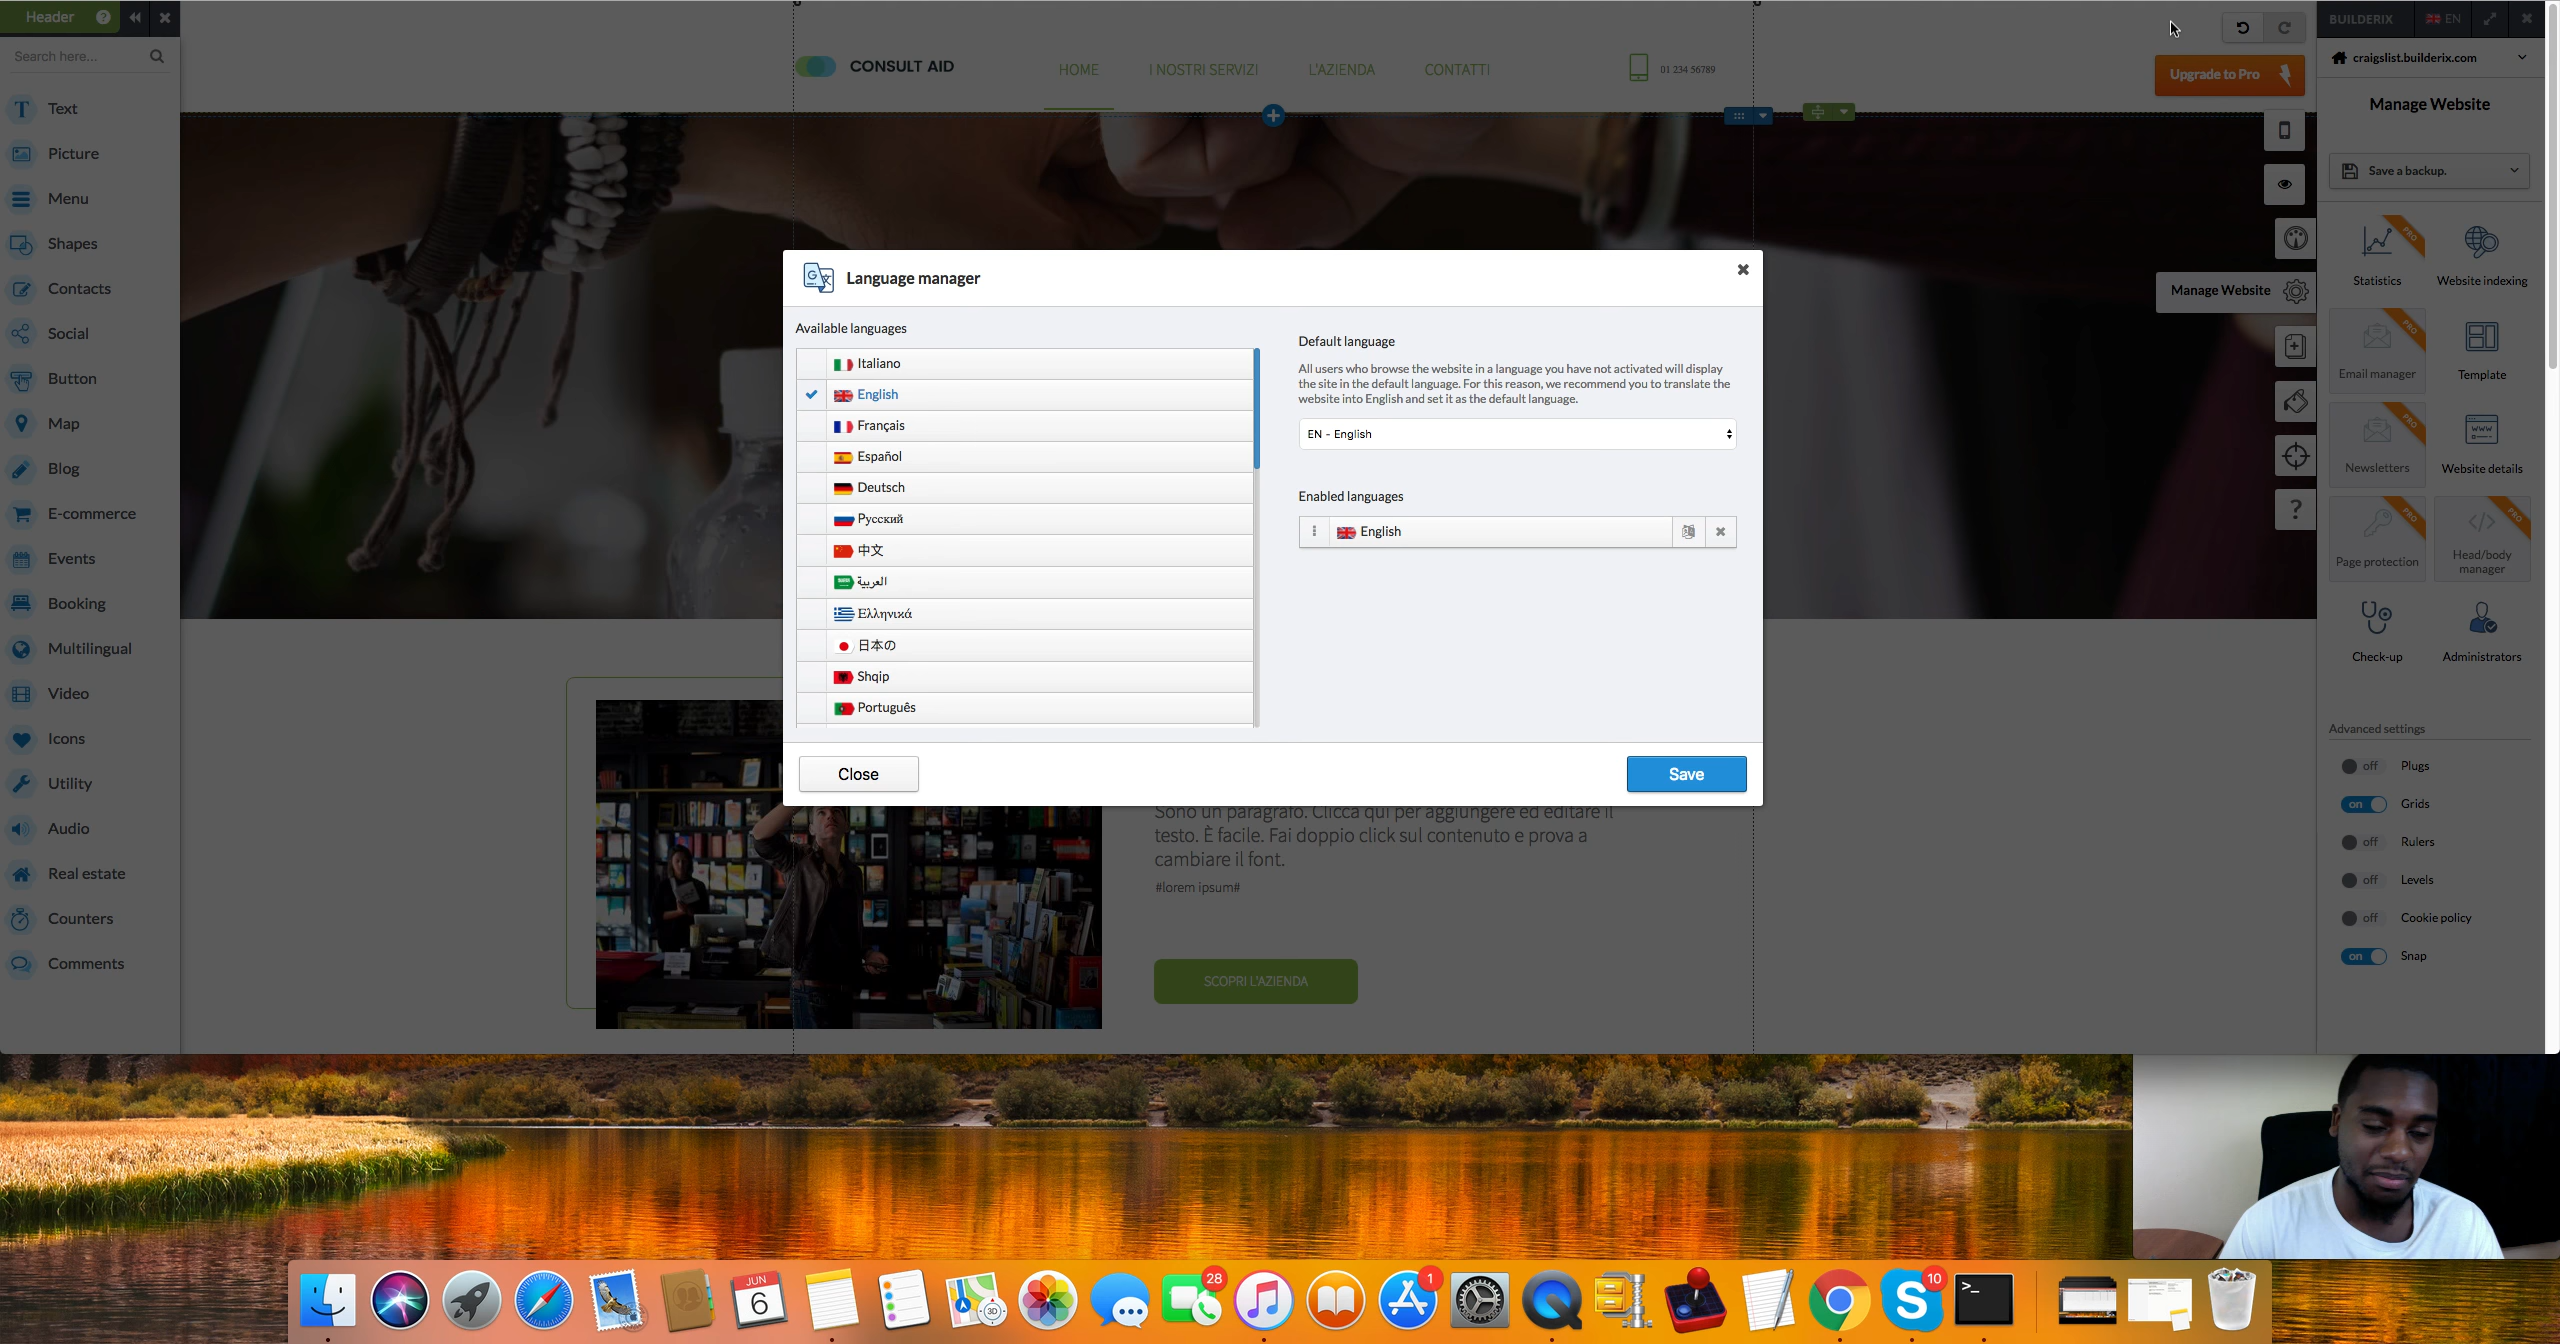 Header
?
BUILDERIX
EN
Search here...
CONSULT AID
HOME
I NOSTRI SERVIZI
L'AZIENDA
CONTATTI
01 234 56789
Upgrade to Pro
craigslist.builderix.com
Manage Website
Save a backup.
Text
Picture
Menu
Shapes
Contacts
Social
Button
Map
Blog
E-commerce
Events
Booking
Multilingual
Video
Icons
Utility
Audio
Real estate
Counters
Comments
Language manager
Available languages
Italiano
English
Français
Español
Deutsch
Русский
中文
العربية
Ελληνικά
日本の
Shqip
Português
Default language
All users who browse the website in a language you have not activated will display
the site in the default language. For this reason, we recommend you to translate the
website into English and set it as the default language.
EN - English
Enabled languages
English
Close
Save
Sono un paragrafo. Clicca qui per aggiungere ed editare il
testo. È facile. Fai doppio click sul contenuto e prova a
cambiare il font.
#lorem ipsum#
SCOPRI L'AZIENDA
Manage Website
?
PRO
Statistics
Website indexing
PRO
Email manager
Template
PRO
Newsletters
WWW
Website details
PRO
Page protection
PRO
Head/body
manager
Check-up
Administrators
Advanced settings
off Plugs
on Grids
off Rulers
off Levels
off Cookie policy
on Snap
JUN
6
3D
28
1
10